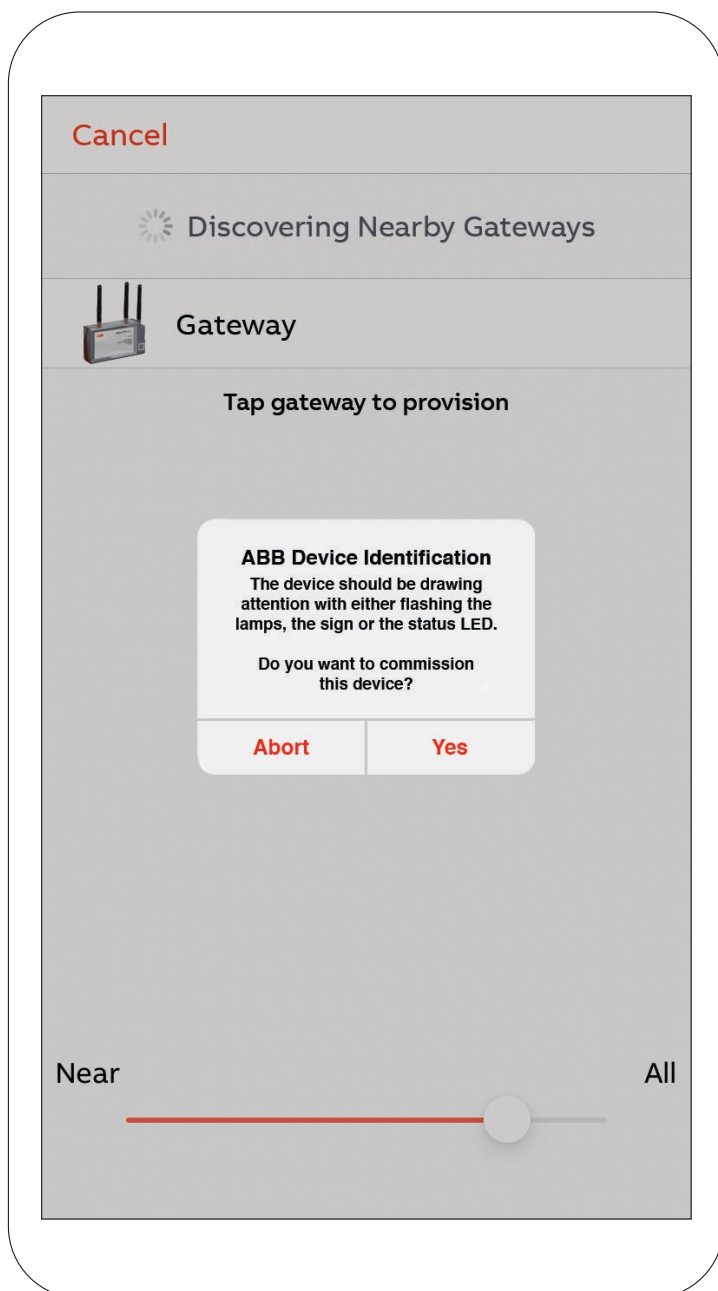 Cancel
Discovering Nearby Gateways
Gateway
Tap gateway to provision
ABB Device Identification
The device should be drawing
attention with either flashing the
lamps, the sign or the status LED.
Do you want to commission
this device?
Abort
Yes
Near
All